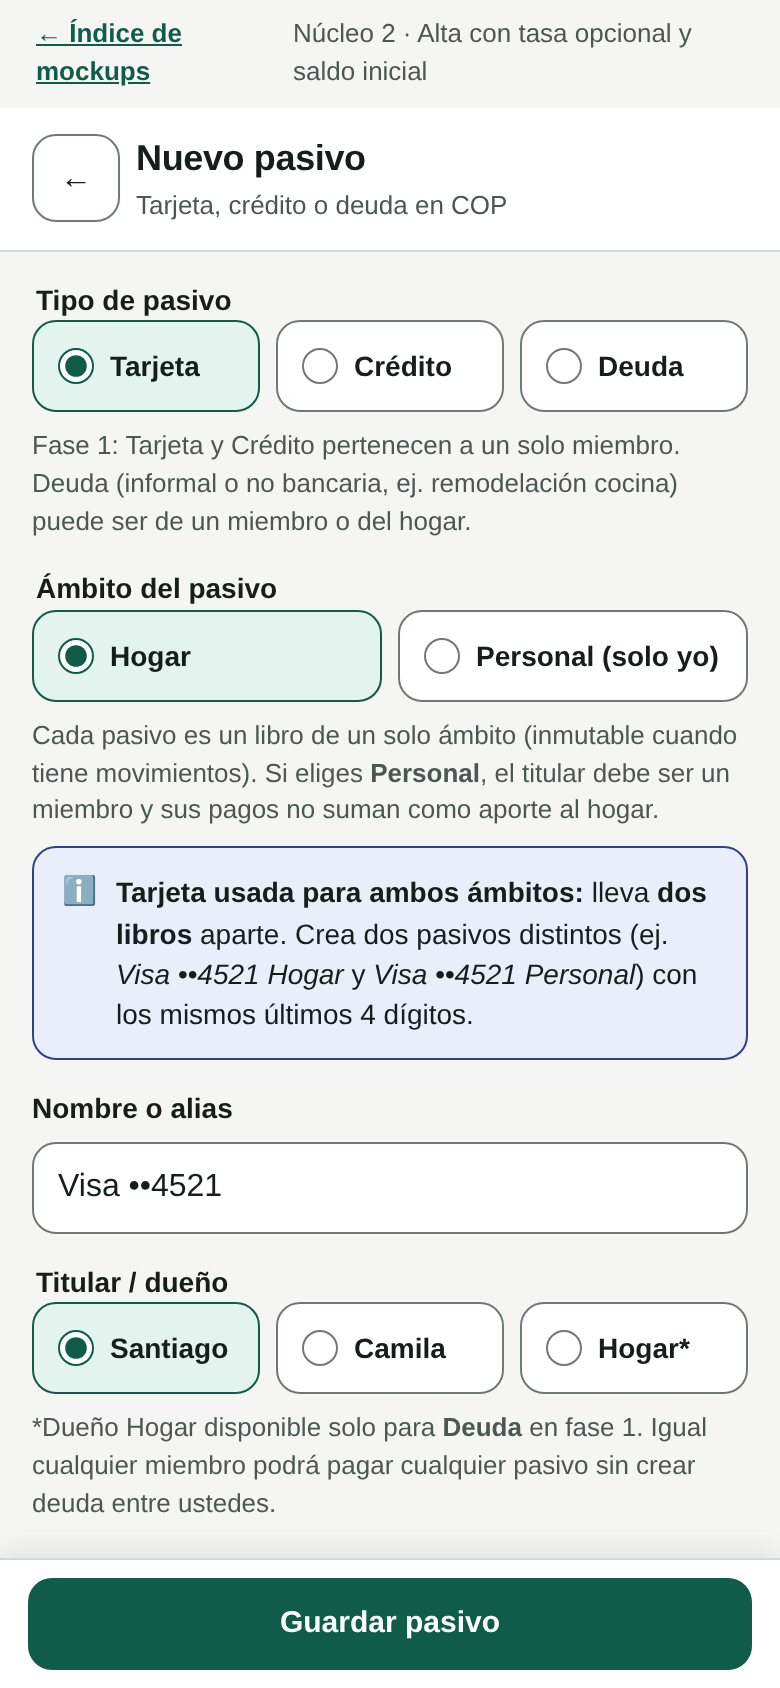 ← Índice de
mockups
Núcleo 2 · Alta con tasa opcional y
saldo inicial
←
Nuevo pasivo
Tarjeta, crédito o deuda en COP
Tipo de pasivo
Tarjeta
Crédito
Deuda
Fase 1: Tarjeta y Crédito pertenecen a un solo miembro.
Deuda (informal o no bancaria, ej. remodelación cocina)
puede ser de un miembro o del hogar.
Ámbito del pasivo
Hogar
Personal (solo yo)
Cada pasivo es un libro de un solo ámbito (inmutable cuando
tiene movimientos). Si eliges Personal, el titular debe ser un
miembro y sus pagos no suman como aporte al hogar.
ℹ️ Tarjeta usada para ambos ámbitos: lleva dos
libros aparte. Crea dos pasivos distintos (ej.
Visa ••4521 Hogar y Visa ••4521 Personal) con
los mismos últimos 4 dígitos.
Nombre o alias
Visa ••4521
Titular / dueño
Santiago
Camila
Hogar*
*Dueño Hogar disponible solo para Deuda en fase 1. Igual
cualquier miembro podrá pagar cualquier pasivo sin crear
deuda entre ustedes.
Guardar pasivo